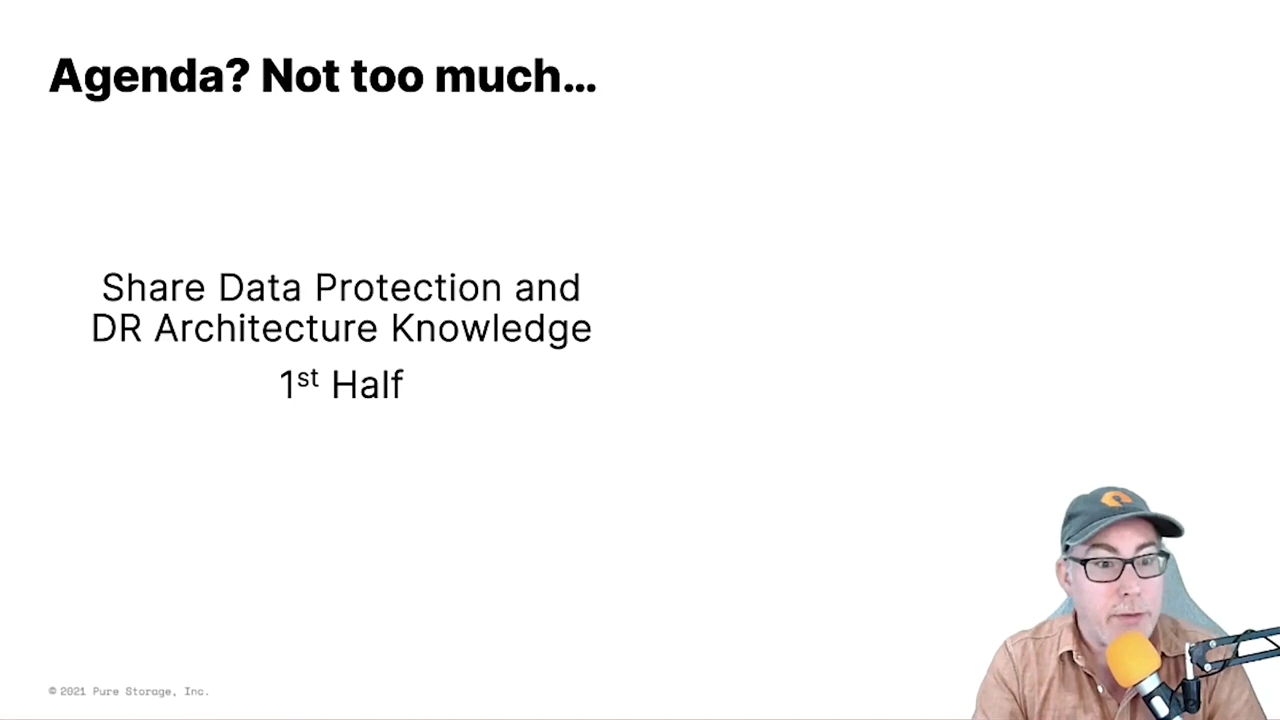 Agenda? Not too much...
Share Data Protection and
DR Architecture Knowledge
1st Half
© 2021 Pure Storage, Inc.